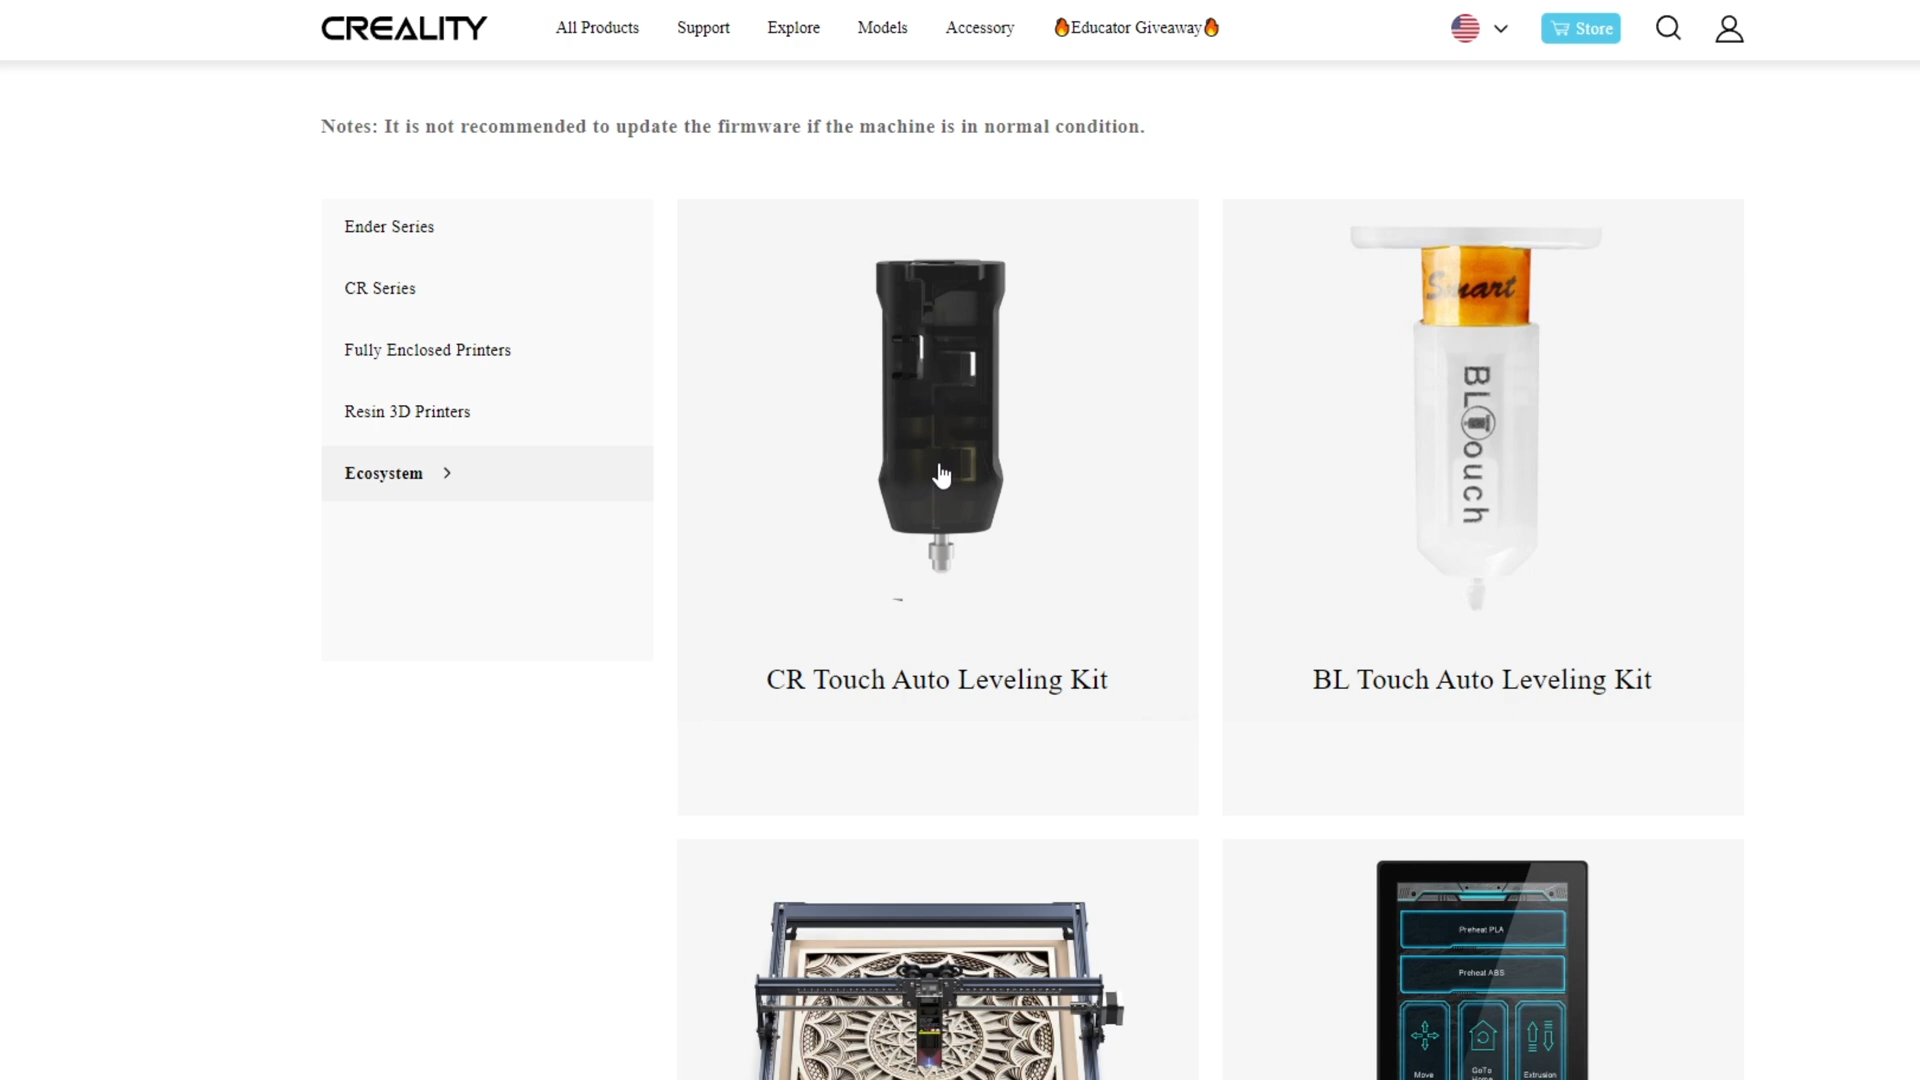 CREALITY
All Products
Support
Explore
Models
Accessory
🔥Educator Giveaway🔥
Store
Notes: It is not recommended to update the firmware if the machine is in normal condition.
Ender Series
CR Series
Fully Enclosed Printers
Resin 3D Printers
Ecosystem
Smart
BLTouch
CR Touch Auto Leveling Kit
BL Touch Auto Leveling Kit
Preheat PLA
Preheat ABS
Move
GoTo
Home
Extrusion